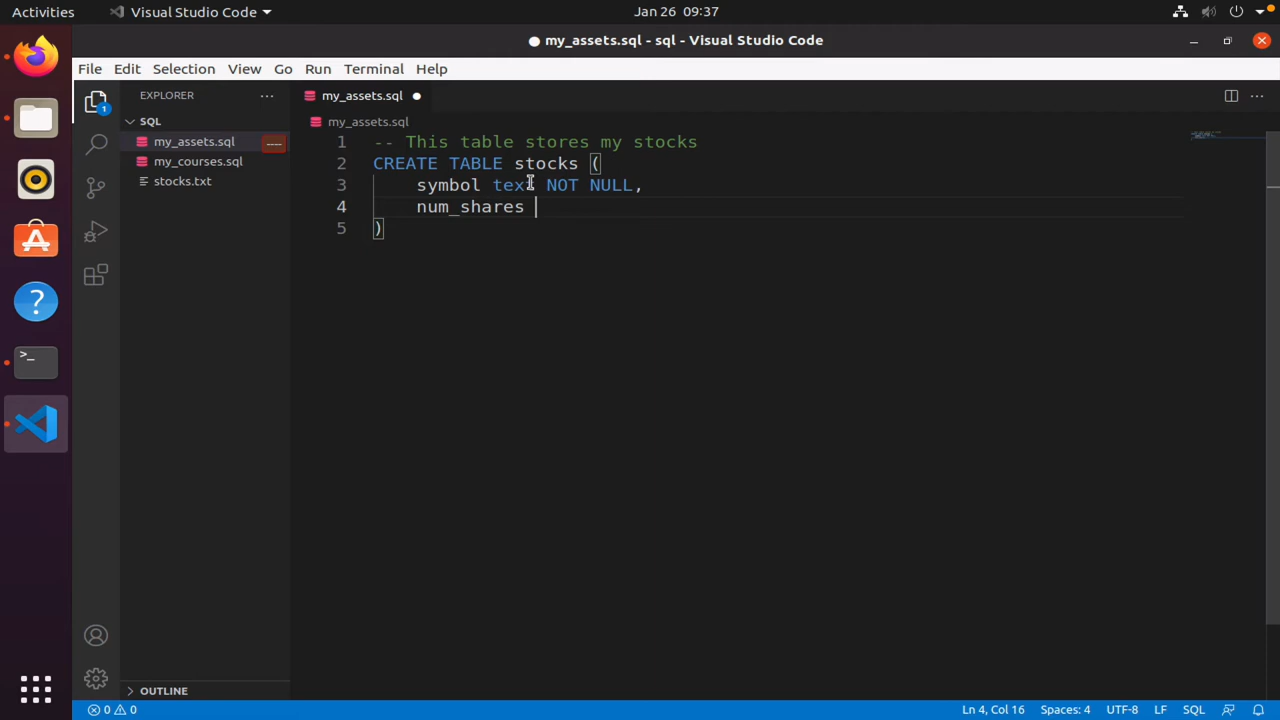 Activities
Visual Studio Code
Jan 26 09:37
my_assets.sql - sql - Visual Studio Code
File Edit Selection View Go Run Terminal Help
EXPLORER
SQL
my_assets.sql
my_courses.sql
stocks.txt
OUTLINE
1
my_assets.sql
my_assets.sql
1 -- This table stores my stocks
2 CREATE TABLE stocks (
3 symbol text NOT NULL,
4 num_shares
5 )
0 0
Ln 4, Col 16 Spaces: 4 UTF-8 LF SQL